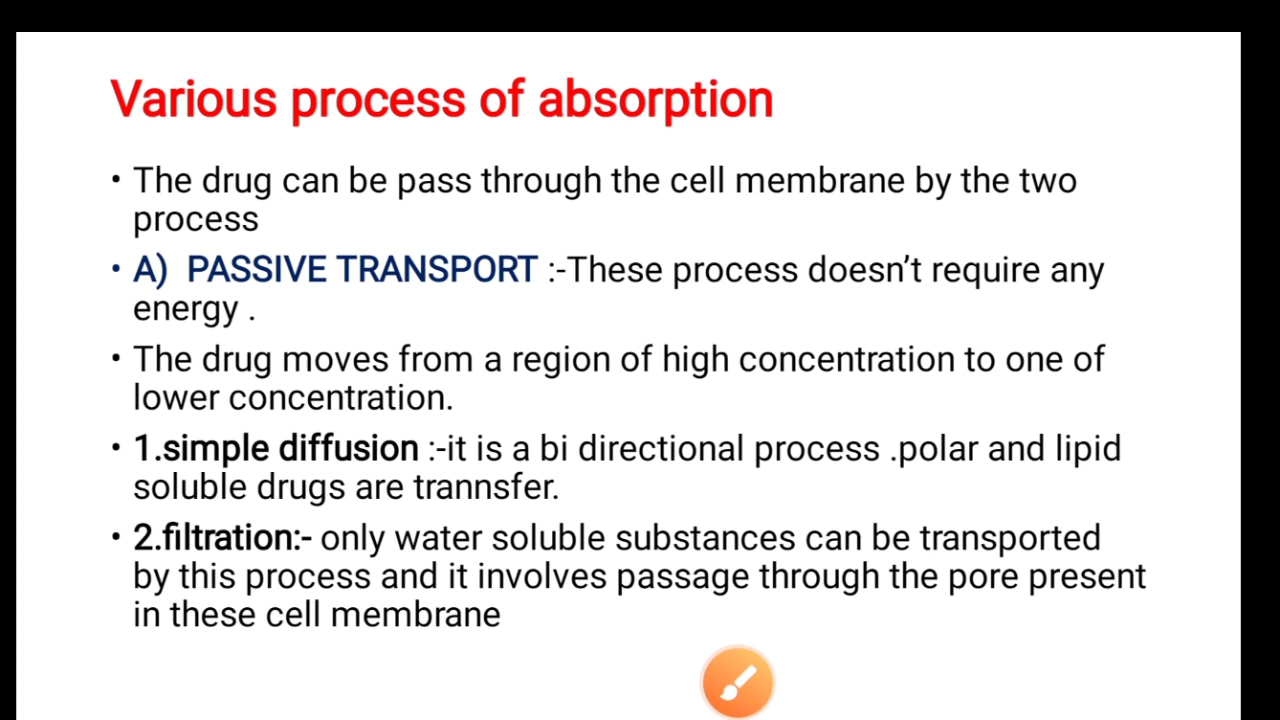 Various process of absorption
• The drug can be pass through the cell membrane by the two
process
• A) PASSIVE TRANSPORT :-These process doesn’t require any
energy .
• The drug moves from a region of high concentration to one of
lower concentration.
• 1.simple diffusion :-it is a bi directional process .polar and lipid
soluble drugs are trannsfer.
• 2.filtration:- only water soluble substances can be transported
by this process and it involves passage through the pore present
in these cell membrane